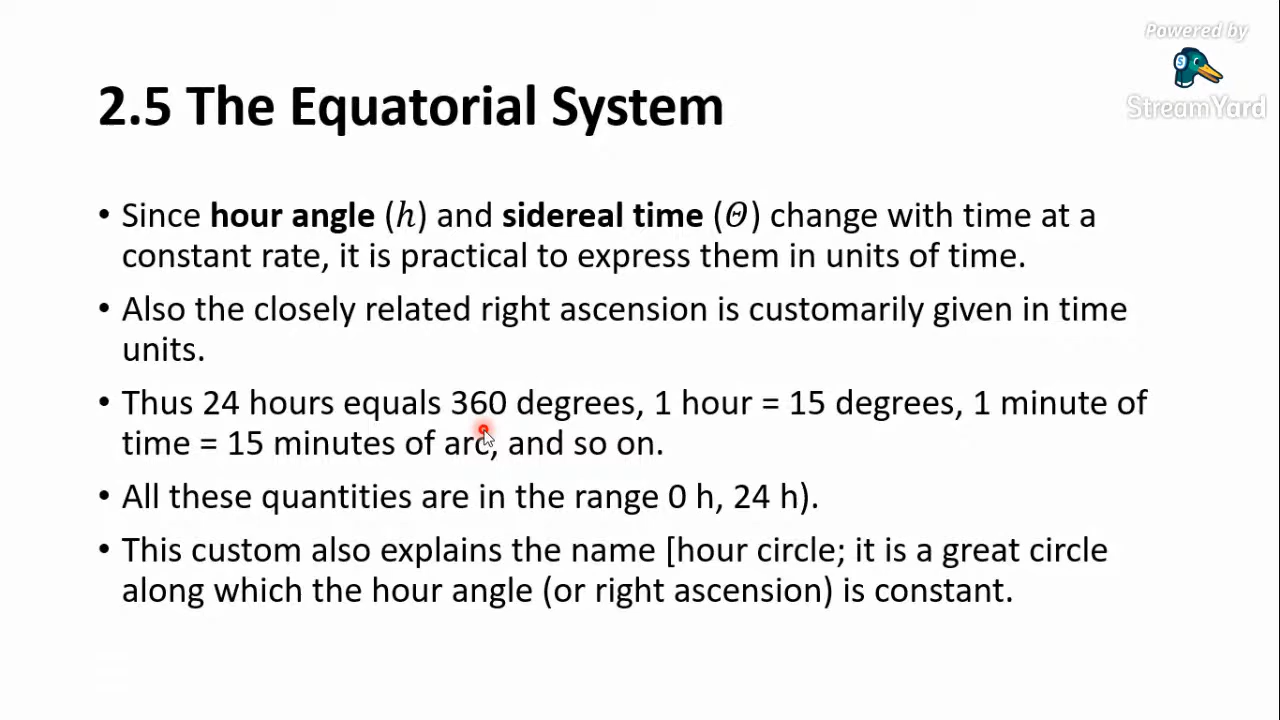 Powered by
StreamYard
2.5 The Equatorial System
• Since hour angle (ℎ) and sidereal time (𝛩) change with time at a
constant rate, it is practical to express them in units of time.
• Also the closely related right ascension is customarily given in time
units.
• Thus 24 hours equals 360 degrees, 1 hour = 15 degrees, 1 minute of
time = 15 minutes of arc, and so on.
• All these quantities are in the range 0 h, 24 h).
• This custom also explains the name [hour circle; it is a great circle
along which the hour angle (or right ascension) is constant.